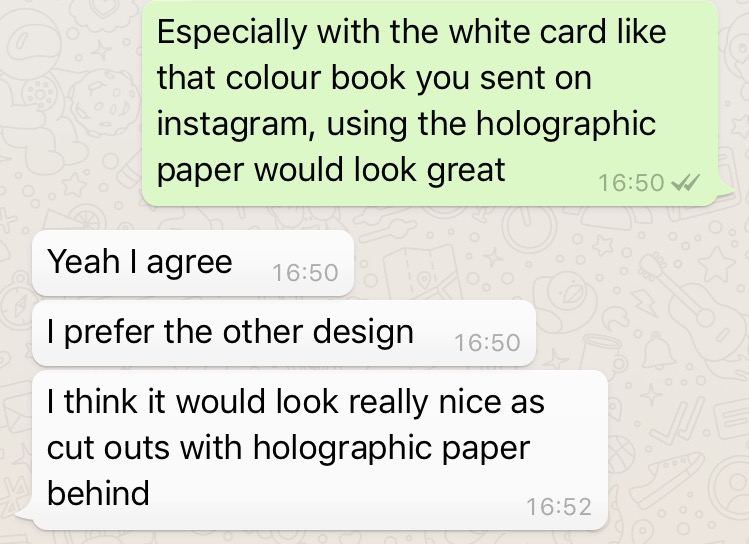 Especially with the white card like
that colour book you sent on
instagram, using the holographic
paper would look great
16:50
Yeah I agree
16:50
I prefer the other design
16:50
I think it would look really nice as
cut outs with holographic paper
behind
16:52